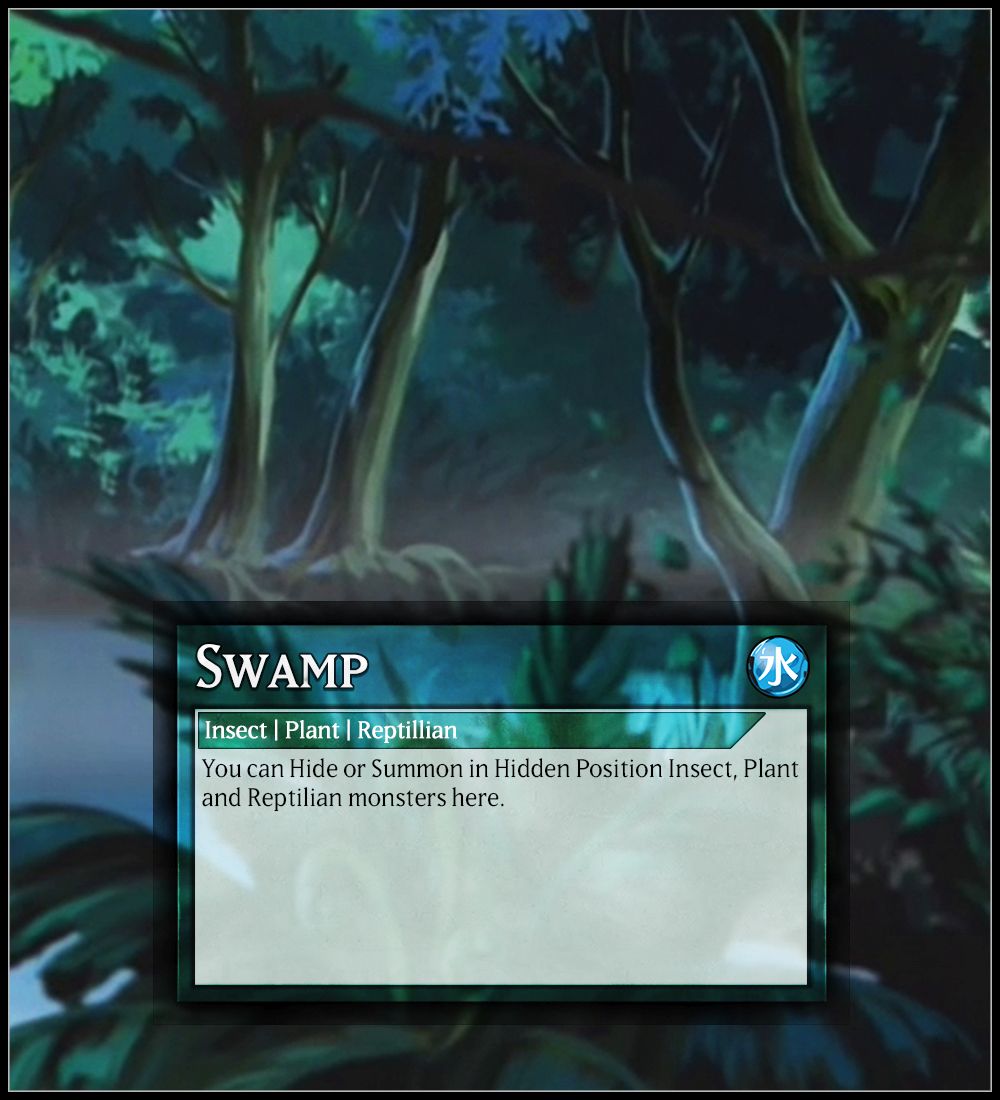 Swamp
水
Insect | Plant | Reptillian
You can Hide or Summon in Hidden Position Insect, Plant
and Reptilian monsters here.